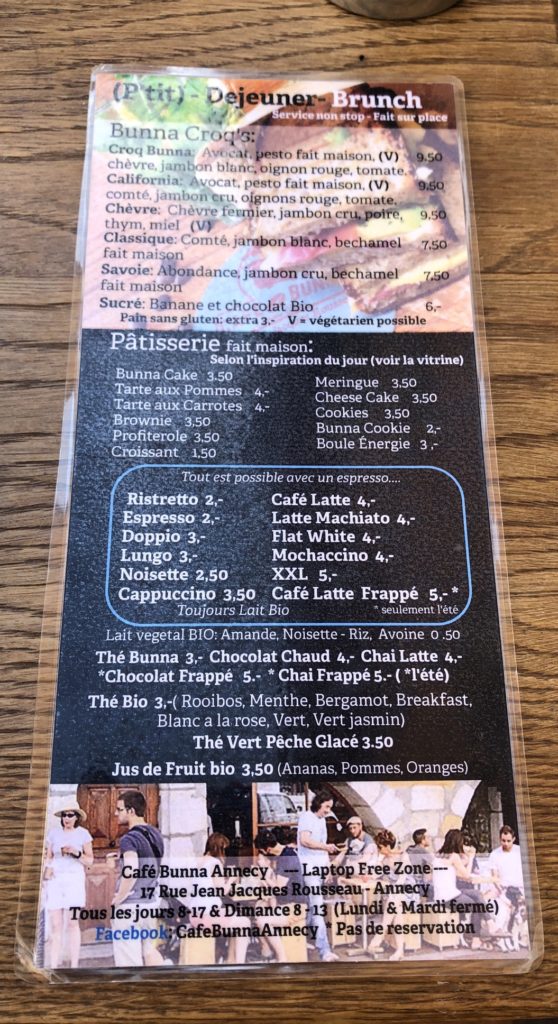 (P'tit) - Dejeuner- Brunch
Service non stop - Fait sur place
Bunna Croq's:
Croq Bunna: Avocat, pesto fait maison, (V) 9,50
chèvre, jambon blanc, oignon rouge, tomate.
California: Avocat, pesto fait maison, (V) 9,50
comté, jambon cru, oignons rouge, tomate.
Chèvre: Chèvre fermier, jambon cru, poire, 9,50
thym, miel (V)
Classique: Comté, jambon blanc, bechamel 7,50
fait maison
Savoie: Abondance, jambon cru, bechamel 7,50
fait maison
Sucré: Banane et chocolat Bio 6,-
Pain sans gluten: extra 3,- V = végétarien possible
Pâtisserie fait maison:
Selon l'inspiration du jour (voir la vitrine)
Bunna Cake 3,50
Tarte aux Pommes 4,-
Tarte aux Carrotes 4,-
Brownie 3,50
Profiterole 3,50
Croissant 1,50
Meringue 3,50
Cheese Cake 3,50
Cookies 3,50
Bunna Cookie 2,-
Boule Énergie 3,-
Tout est possible avec un espresso....
Ristretto 2,- Café Latte 4,-
Espresso 2,- Latte Machiato 4,-
Doppio 3,- Flat White 4,-
Lungo 3,- Mochaccino 4,-
Noisette 2,50 XXL 5,-
Cappuccino 3,50 Café Latte Frappé 5,-*
Toujours Lait Bio * seulement l'été
Lait vegetal BIO: Amande, Noisette - Riz, Avoine 0.50
Thé Bunna 3,- Chocolat Chaud 4,- Chai Latte 4,-
*Chocolat Frappé 5.- * Chai Frappé 5.- ( *l'été)
Thé Bio 3,-( Rooibos, Menthe, Bergamot, Breakfast,
Blanc a la rose, Vert, Vert jasmin)
Thé Vert Pêche Glacé 3.50
Jus de Fruit bio 3,50 (Ananas, Pommes, Oranges)
Café Bunna Annecy --- Laptop Free Zone ---
17 Rue Jean Jacques Rousseau - Annecy
Tous les jours 8-17 & Dimance 8 - 13 (Lundi & Mardi fermé)
Facebook: CafeBunnaAnnecy * Pas de reservation